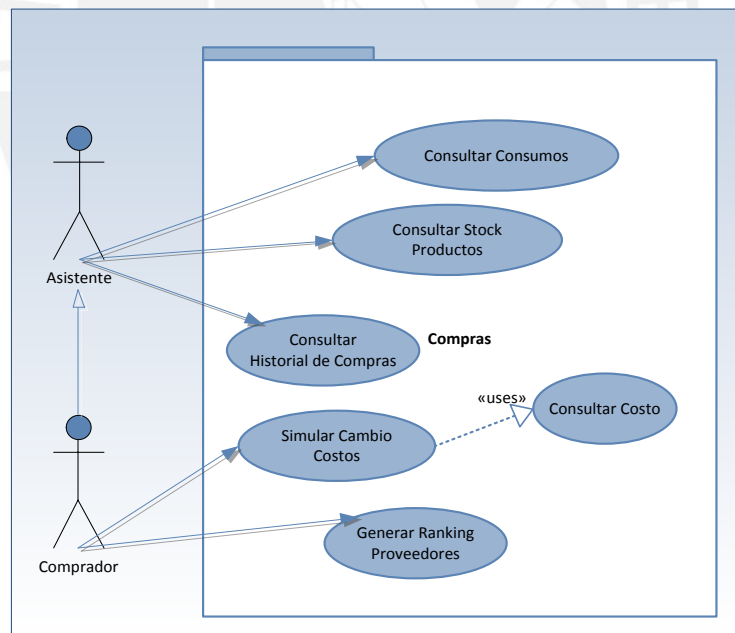 Consultar Consumos
Consultar Stock
Productos
Asistente
Consultar
Historial de Compras
Compras
«uses»
Consultar Costo
Simular Cambio
Costos
Generar Ranking
Proveedores
Comprador